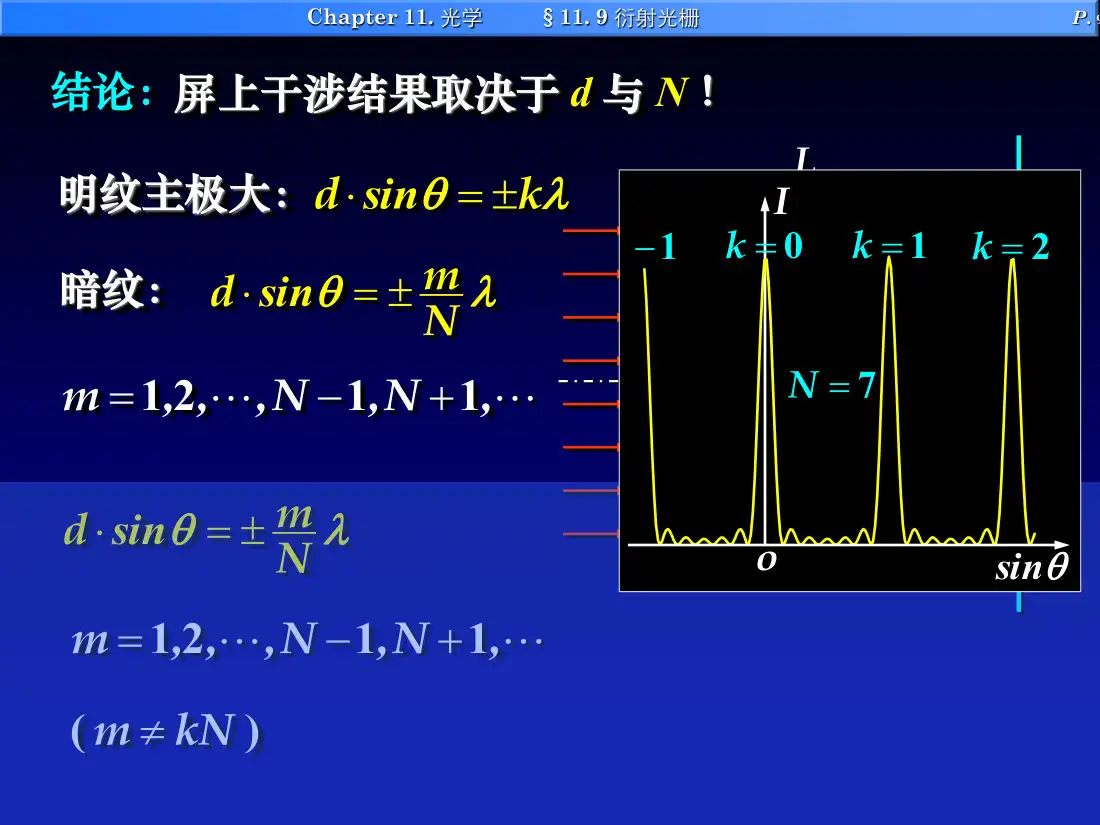 Chapter 11. 光学 §11. 9 衍射光栅 P. 9
结论：屏上干涉结果取决于 d 与 N！
明纹主极大：d · sinθ = ±kλ
暗纹： d · sinθ = ± m/N λ
m = 1,2,⋯,N − 1,N + 1,⋯
d · sinθ = ± m/N λ
m = 1,2,⋯,N − 1,N + 1,⋯
( m ≠ kN )
L
I
−1 k = 0 k = 1 k = 2
N = 7
o
sinθ